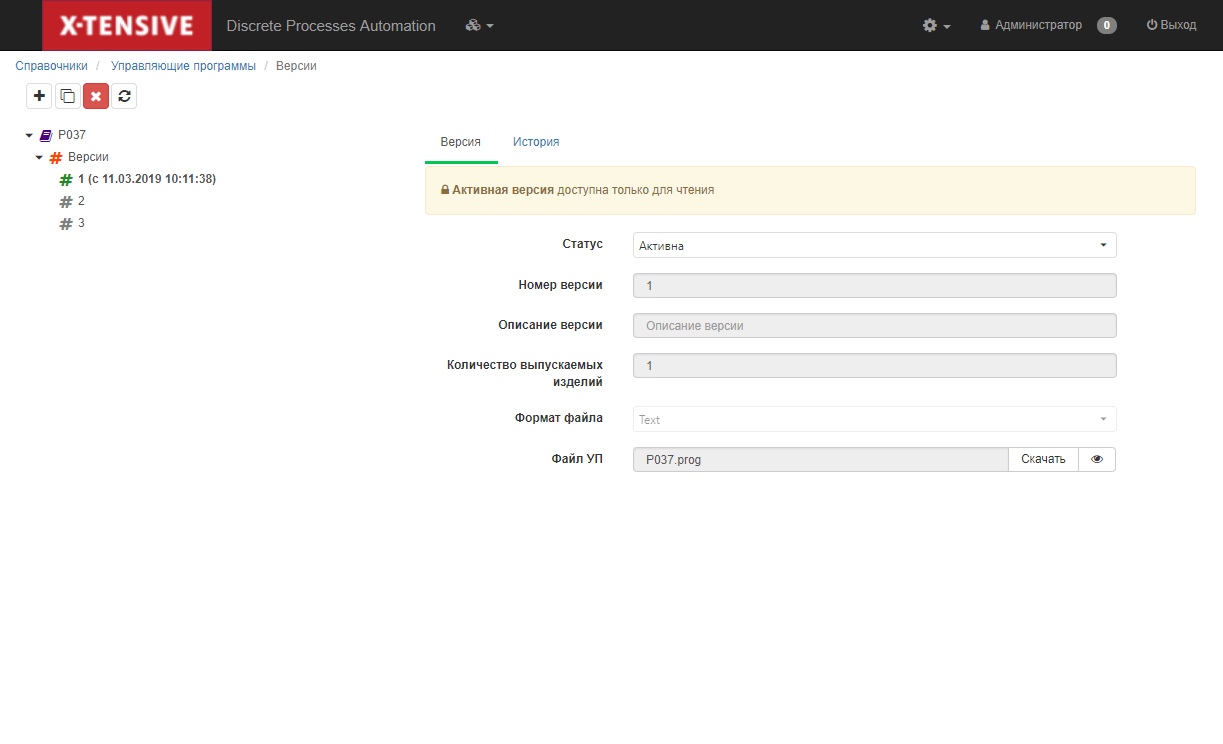 X-TENSIVE Discrete Processes Automation Администратор 0 Выход
Справочники / Управляющие программы / Версии
P037
Версии
1 (с 11.03.2019 10:11:38)
2
3
Версия История
Активная версия доступна только для чтения
Статус Активна
Номер версии 1
Описание версии Описание версии
Количество выпускаемых
изделий 1
Формат файла Text
Файл УП P037.prog Скачать